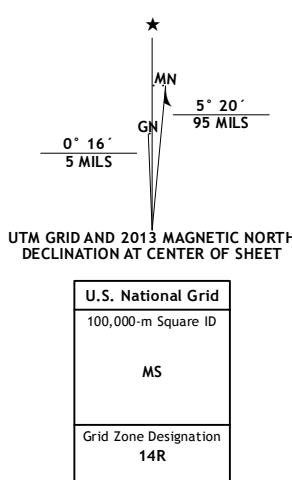 MN
GN
5° 20´
95 MILS
0° 16´
5 MILS
UTM GRID AND 2013 MAGNETIC NORTH
DECLINATION AT CENTER OF SHEET
U.S. National Grid
100,000-m Square ID
MS
Grid Zone Designation
14R